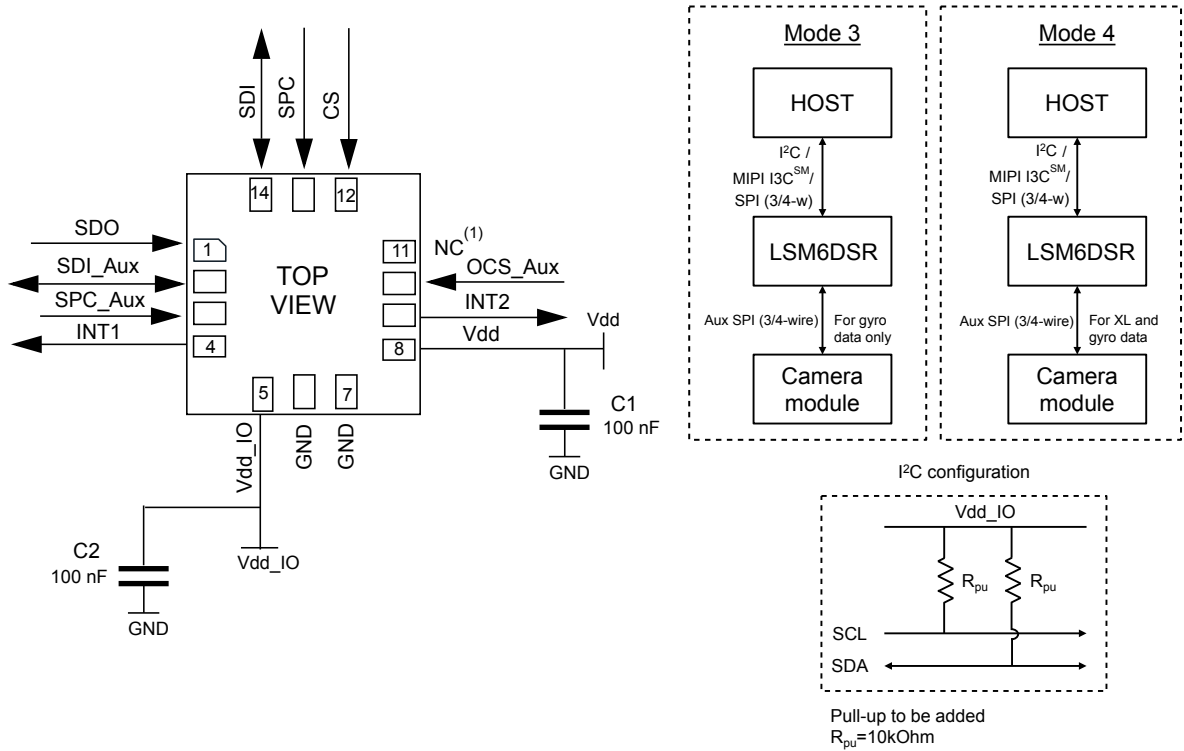 SDI
SPC
CS
14
12
SDO
SDI_Aux
SPC_Aux
INT1
1
4
TOP
VIEW
11
8
NC(1)
OCS_Aux
INT2
Vdd
Vdd
5
7
Vdd_IO
GND
GND
C1
100 nF
GND
C2
100 nF
GND
Vdd_IO
Mode 3
HOST
I²C /
MIPI I3CSM/
SPI (3/4-w)
LSM6DSR
Aux SPI (3/4-wire)
For gyro
data only
Camera
module
Mode 4
HOST
I²C /
MIPI I3CSM/
SPI (3/4-w)
LSM6DSR
Aux SPI (3/4-wire)
For XL and
gyro data
Camera
module
I²C configuration
Vdd_IO
Rpu
Rpu
SCL
SDA
Pull-up to be added
Rpu=10kOhm